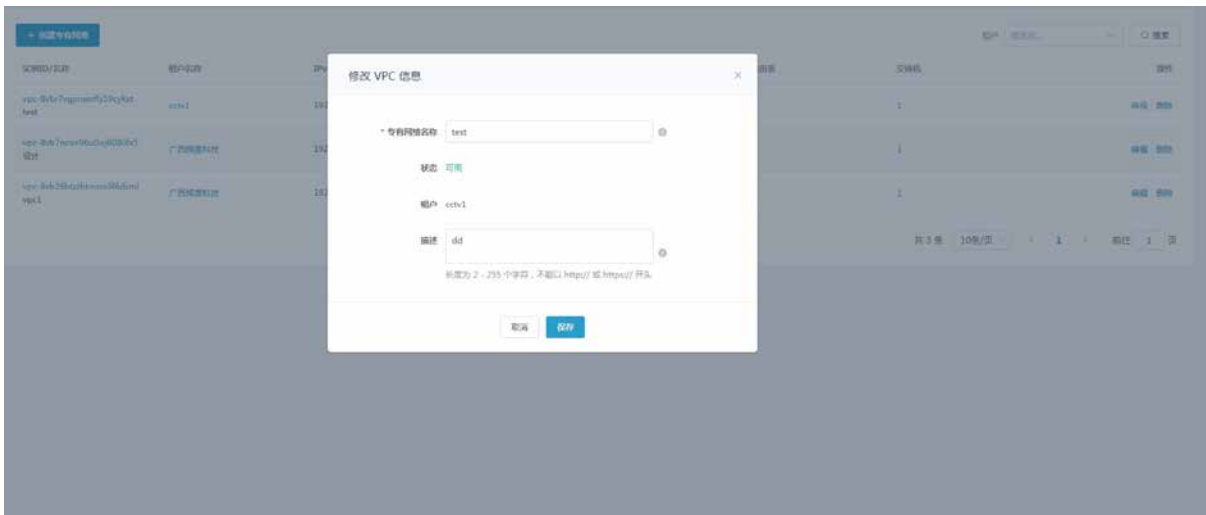 + 创建专有网络
租户
搜索
实例ID/名称 租户名称 IPv 交换机 操作
修改 VPC 信息
* 专有网络名称 test
状态 可用
租户 cctv1
描述 dd
长度为 2 - 255 个字符，不能以 http:// 或 https:// 开头
取消 保存
test cctv1 192 1 编辑 删除
设计 192 1 编辑 删除
vpc1 192 1 编辑 删除
共 3 条 10条/页 1 前往 1 页